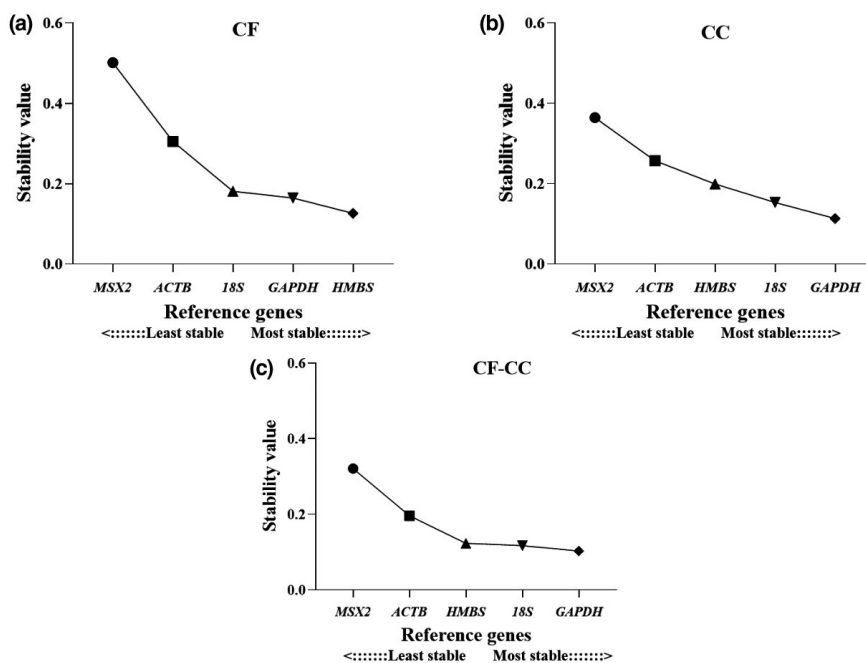 (a)
CF
Stability value
0.6
0.4
0.2
0.0
MSX2 ACTB 18S GAPDH HMBS
Reference genes
<:::::::Least stable Most stable:::::::>
(b)
CC
Stability value
0.6
0.4
0.2
0.0
MSX2 ACTB HMBS 18S GAPDH
Reference genes
<:::::::Least stable Most stable:::::::>
(c)
CF-CC
Stability value
0.6
0.4
0.2
0.0
MSX2 ACTB HMBS 18S GAPDH
Reference genes
<:::::::Least stable Most stable:::::::>